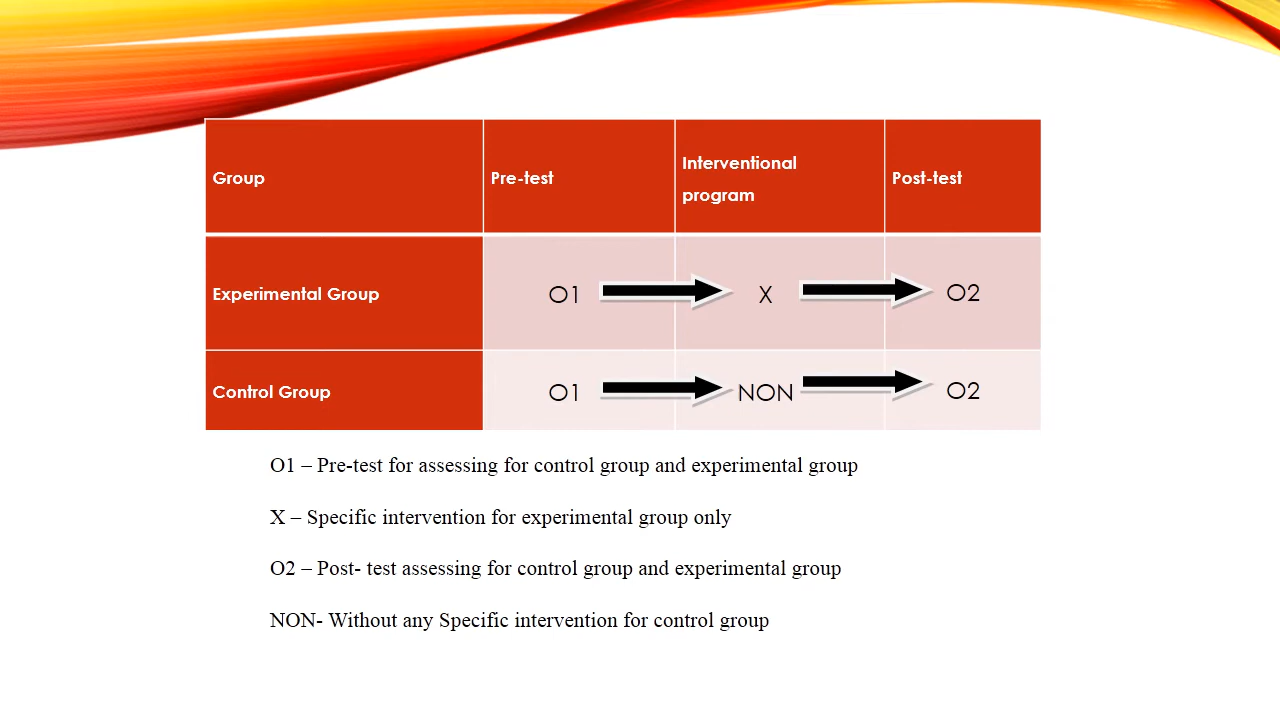 Group Pre-test Interventional program Post-test
Experimental Group O1 X O2
Control Group O1 NON O2
O1 – Pre-test for assessing for control group and experimental group
X – Specific intervention for experimental group only
O2 – Post- test assessing for control group and experimental group
NON- Without any Specific intervention for control group